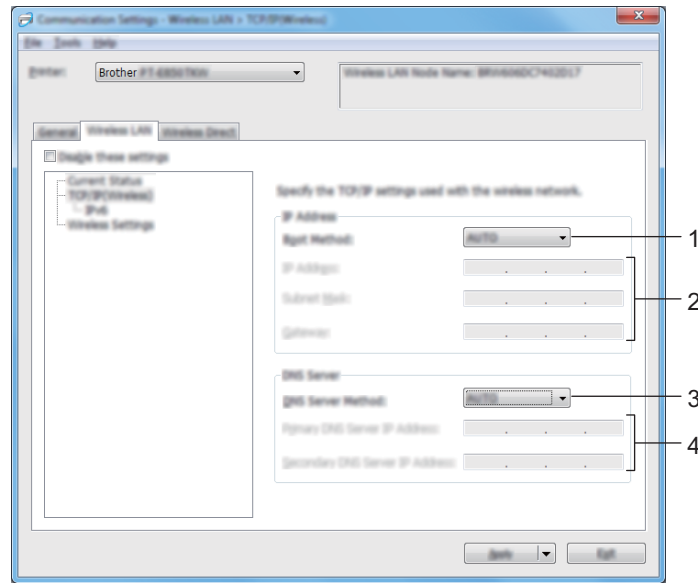 Communication Settings - Wireless LAN > TCP/IP(Wireless)
File Tools Help
Printer: Brother PT-E850TKW
Wireless LAN Node Name:
General Wireless LAN Wireless Direct
Disable these settings
Current Status
TCP/IP(Wireless)
IPv6
Wireless Settings
Specify the TCP/IP settings used with the wireless network.
IP Address
Boot Method: AUTO 1
IP Address: . . .
2
Subnet Mask: . . .
Gateway: . . .
DNS Server
DNS Server Method: AUTO 3
Primary DNS Server IP Address: . . .
4
Secondary DNS Server IP Address: . . .
Apply Exit